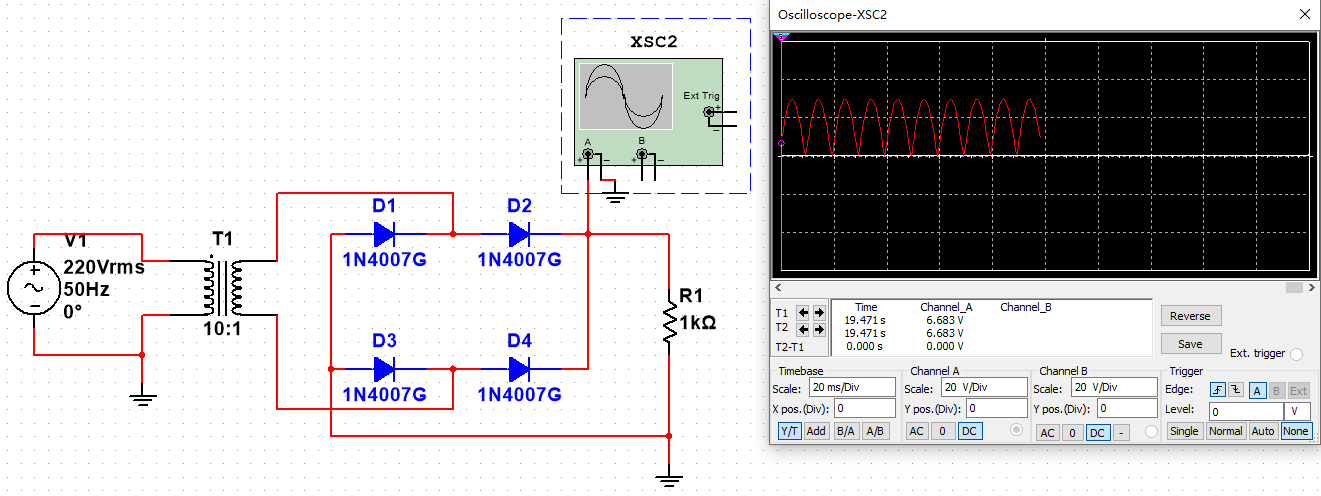 Oscilloscope-XSC2
XSC2
Ext Trig
+
−
A
B
+
−
+
−
D1
D2
1N4007G
1N4007G
V1
T1
220Vrms
50Hz
0°
+
−
10:1
R1
1kΩ
D3
D4
1N4007G
1N4007G
Time
Channel_A
Channel_B
T1
19.471 s
6.683 V
T2
19.471 s
6.683 V
T2-T1
0.000 s
0.000 V
Reverse
Save
Ext. trigger
Timebase
Channel A
Channel B
Trigger
Scale:
20 ms/Div
Scale:
20 V/Div
Scale:
20 V/Div
Edge:
A
B
Ext
X pos.(Div):
0
Y pos.(Div):
0
Y pos.(Div):
0
Level:
0
V
Y/T
Add
B/A
A/B
AC
0
DC
AC
0
DC
-
Single
Normal
Auto
None